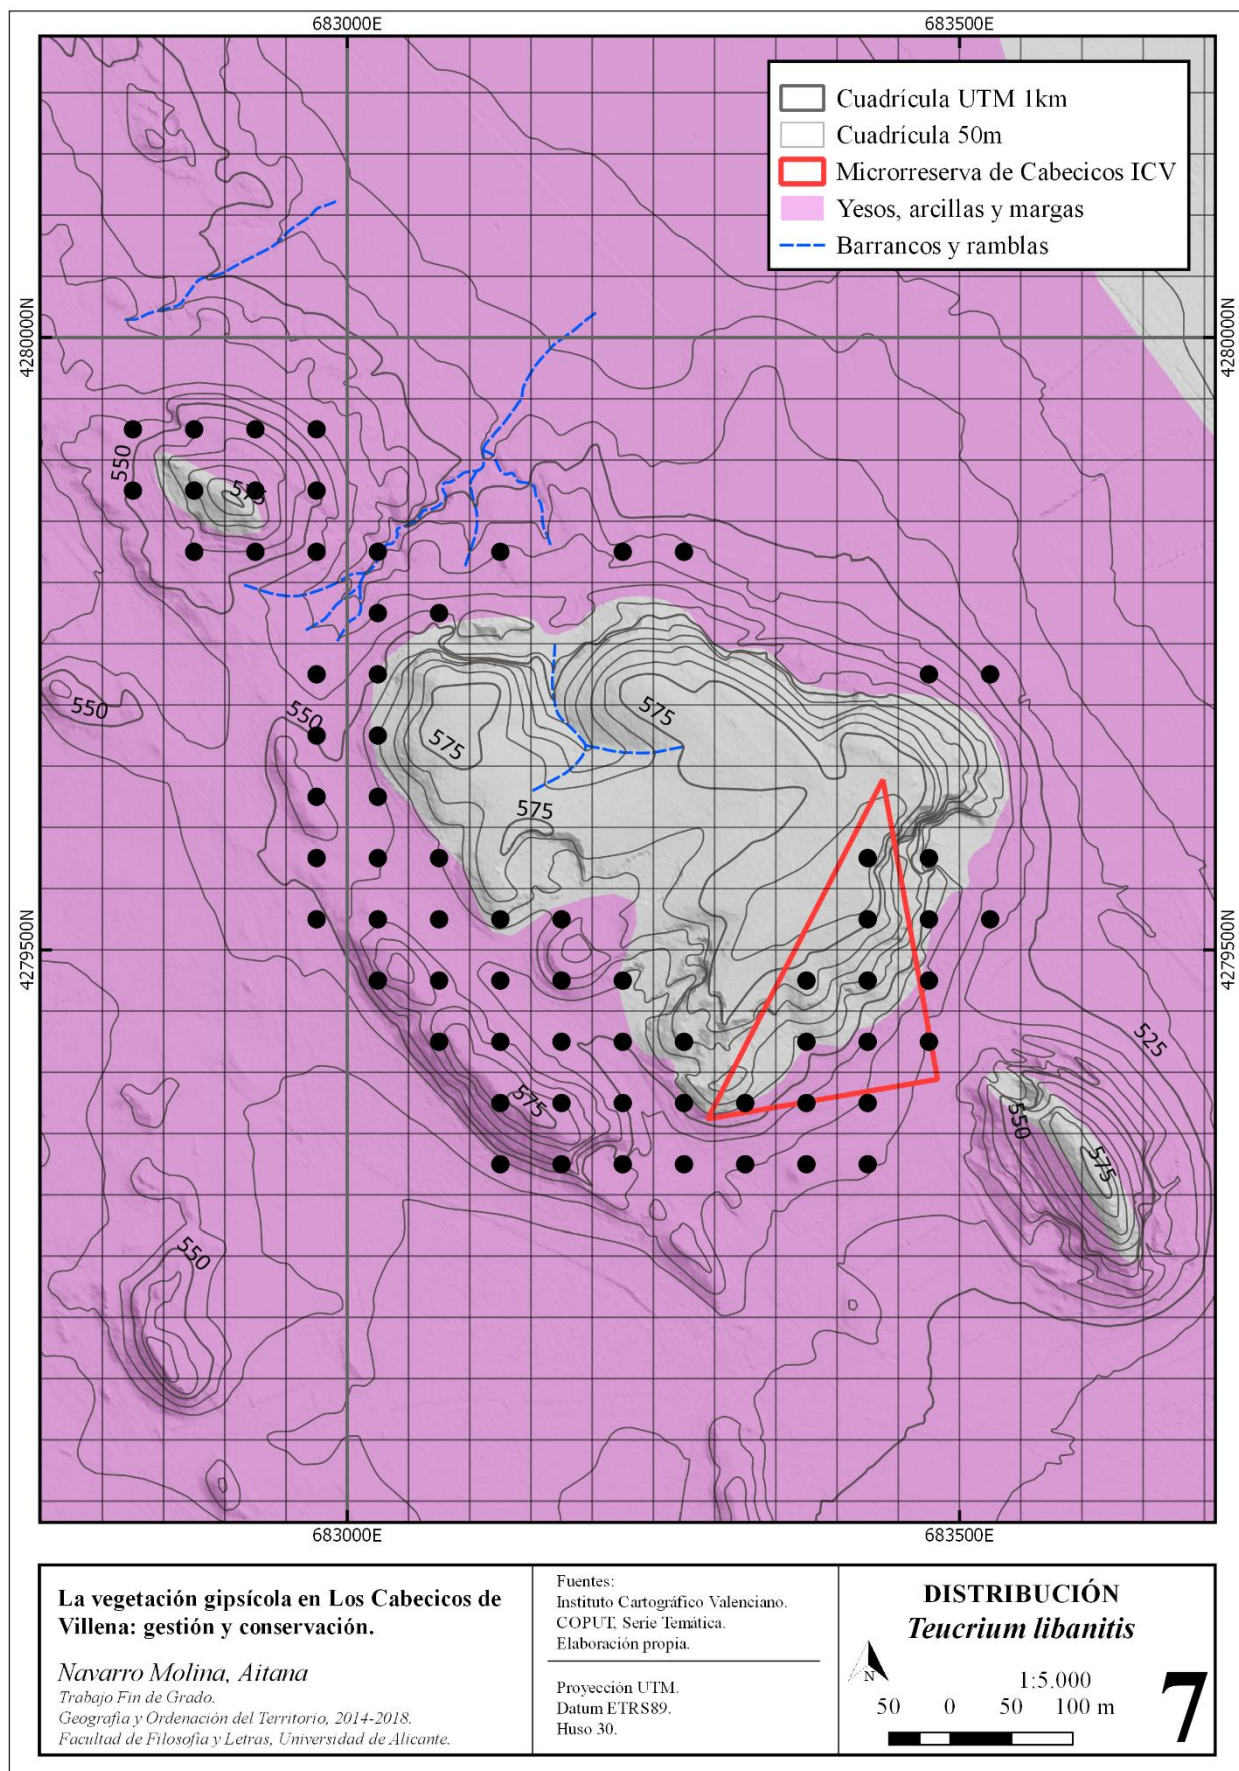 683000E
683500E
Cuadrícula UTM 1km
Cuadrícula 50m
Microrreserva de Cabecicos ICV
Yesos, arcillas y margas
Barrancos y ramblas
4280000N
4280000N
550
575
550
550
575
575
575
4279500N
4279500N
525
575
550
575
550
683000E
683500E
La vegetación gipsícola en Los Cabecicos de
Villena: gestión y conservación.
Navarro Molina, Aitana
Trabajo Fin de Grado.
Geografía y Ordenación del Territorio, 2014-2018.
Facultad de Filosofía y Letras, Universidad de Alicante.
Fuentes:
Instituto Cartográfico Valenciano.
COPUT, Serie Temática.
Elaboración propia.
Proyección UTM.
Datum ETRS89.
Huso 30.
DISTRIBUCIÓN
Teucrium libanitis
N
1:5.000
50 0 50 100 m
7